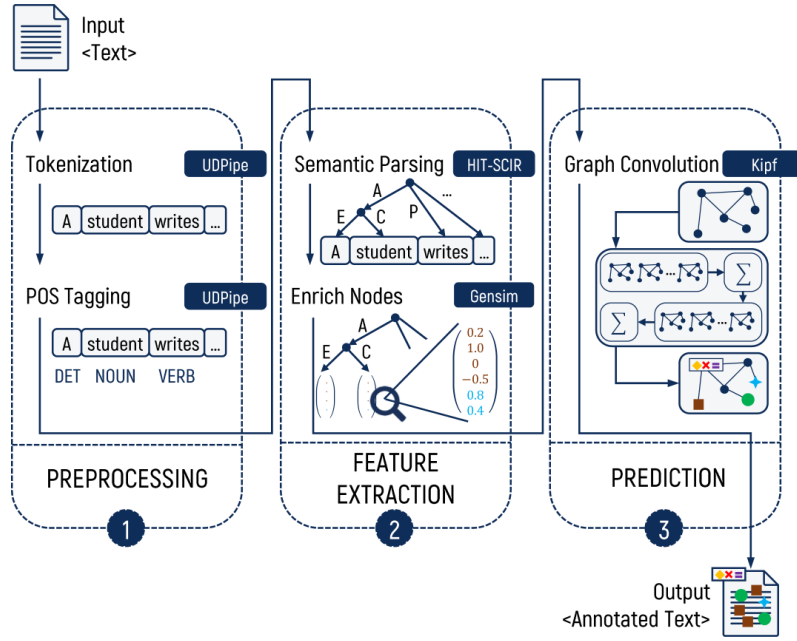 Input
<Text>
Tokenization
UDPipe
A student writes ...
POS Tagging
UDPipe
A student writes ...
DET NOUN VERB
PREPROCESSING
1
Semantic Parsing
HIT-SCIR
A ...
E C P
A student writes ...
Enrich Nodes
Gensim
A
E C
0.2
1.0
0
−0.5
0.8
0.4
FEATURE
EXTRACTION
2
Graph Convolution
Kipf
... ∑
∑ ...
PREDICTION
3
Output
<Annotated Text>